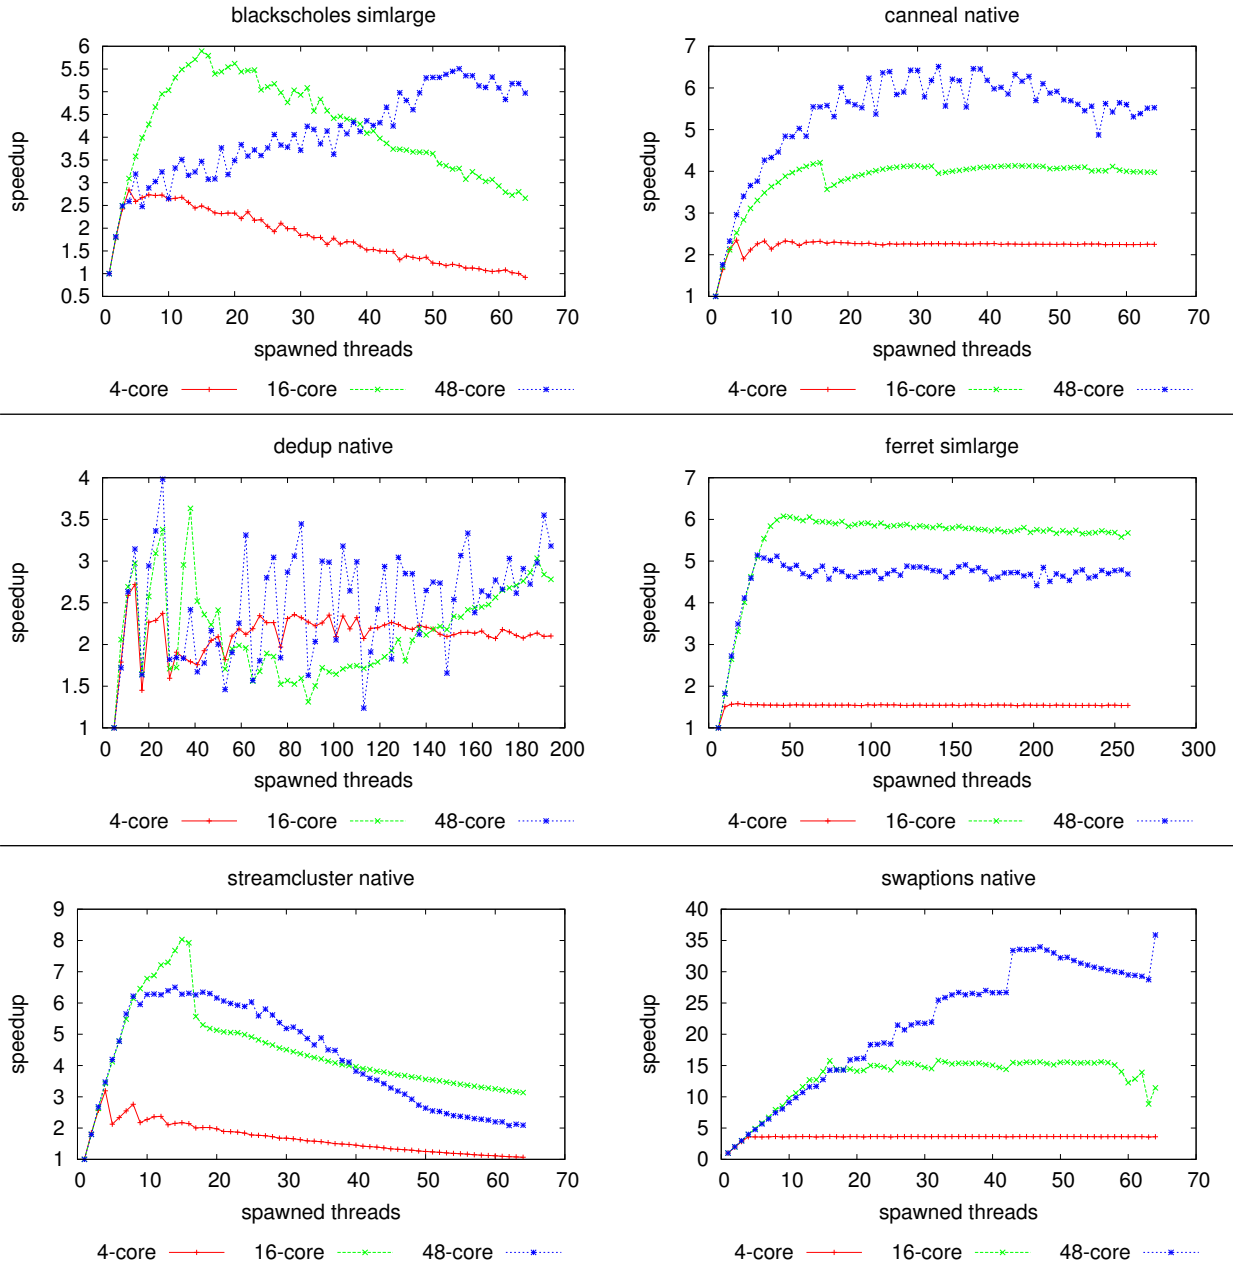 blackscholes simlarge
speedup
6
5.5
5
4.5
4
3.5
3
2.5
2
1.5
1
0.5
0 10 20 30 40 50 60 70
spawned threads
4-core 16-core 48-core
canneal native
speedup
7
6
5
4
3
2
1
0 10 20 30 40 50 60 70
spawned threads
4-core 16-core 48-core
dedup native
speedup
4
3.5
3
2.5
2
1.5
1
0 20 40 60 80 100 120 140 160 180 200
spawned threads
4-core 16-core 48-core
ferret simlarge
speedup
7
6
5
4
3
2
1
0 50 100 150 200 250 300
spawned threads
4-core 16-core 48-core
streamcluster native
speedup
9
8
7
6
5
4
3
2
1
0 10 20 30 40 50 60 70
spawned threads
4-core 16-core 48-core
swaptions native
speedup
40
35
30
25
20
15
10
5
0
0 10 20 30 40 50 60 70
spawned threads
4-core 16-core 48-core